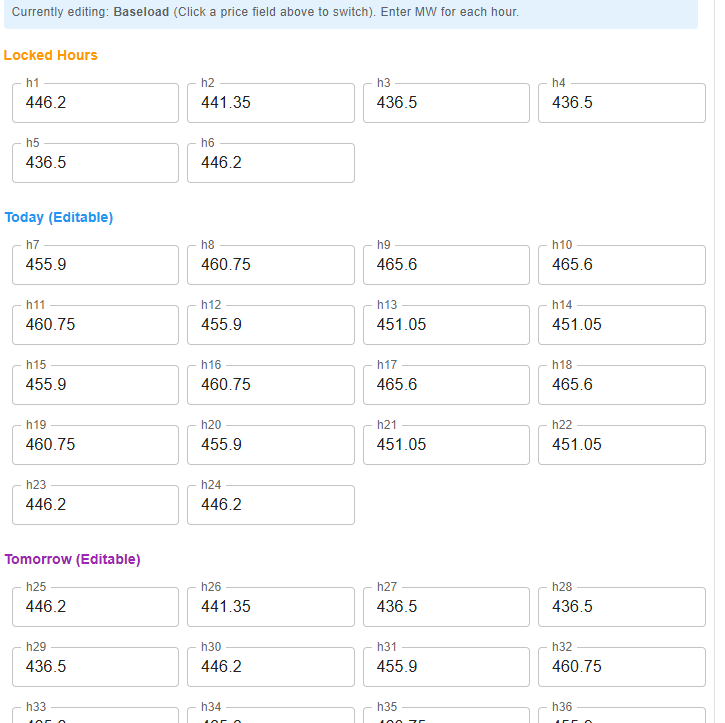 Currently editing: Baseload (Click a price field above to switch). Enter MW for each hour.
Locked Hours
h1 h2 h3 h4
446.2 441.35 436.5 436.5
h5 h6
436.5 446.2
Today (Editable)
h7 h8 h9 h10
455.9 460.75 465.6 465.6
h11 h12 h13 h14
460.75 455.9 451.05 451.05
h15 h16 h17 h18
455.9 460.75 465.6 465.6
h19 h20 h21 h22
460.75 455.9 451.05 451.05
h23 h24
446.2 446.2
Tomorrow (Editable)
h25 h26 h27 h28
446.2 441.35 436.5 436.5
h29 h30 h31 h32
436.5 446.2 455.9 460.75
h33 h34 h35 h36